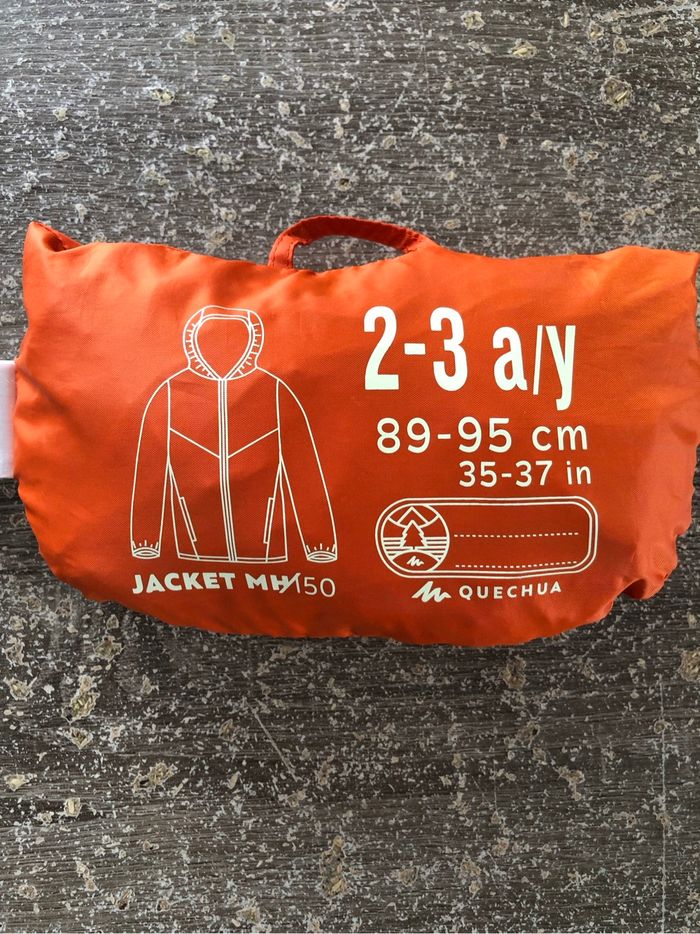 2-3 a/y
89-95 cm
35-37 in
JACKET MH150
QUECHUA